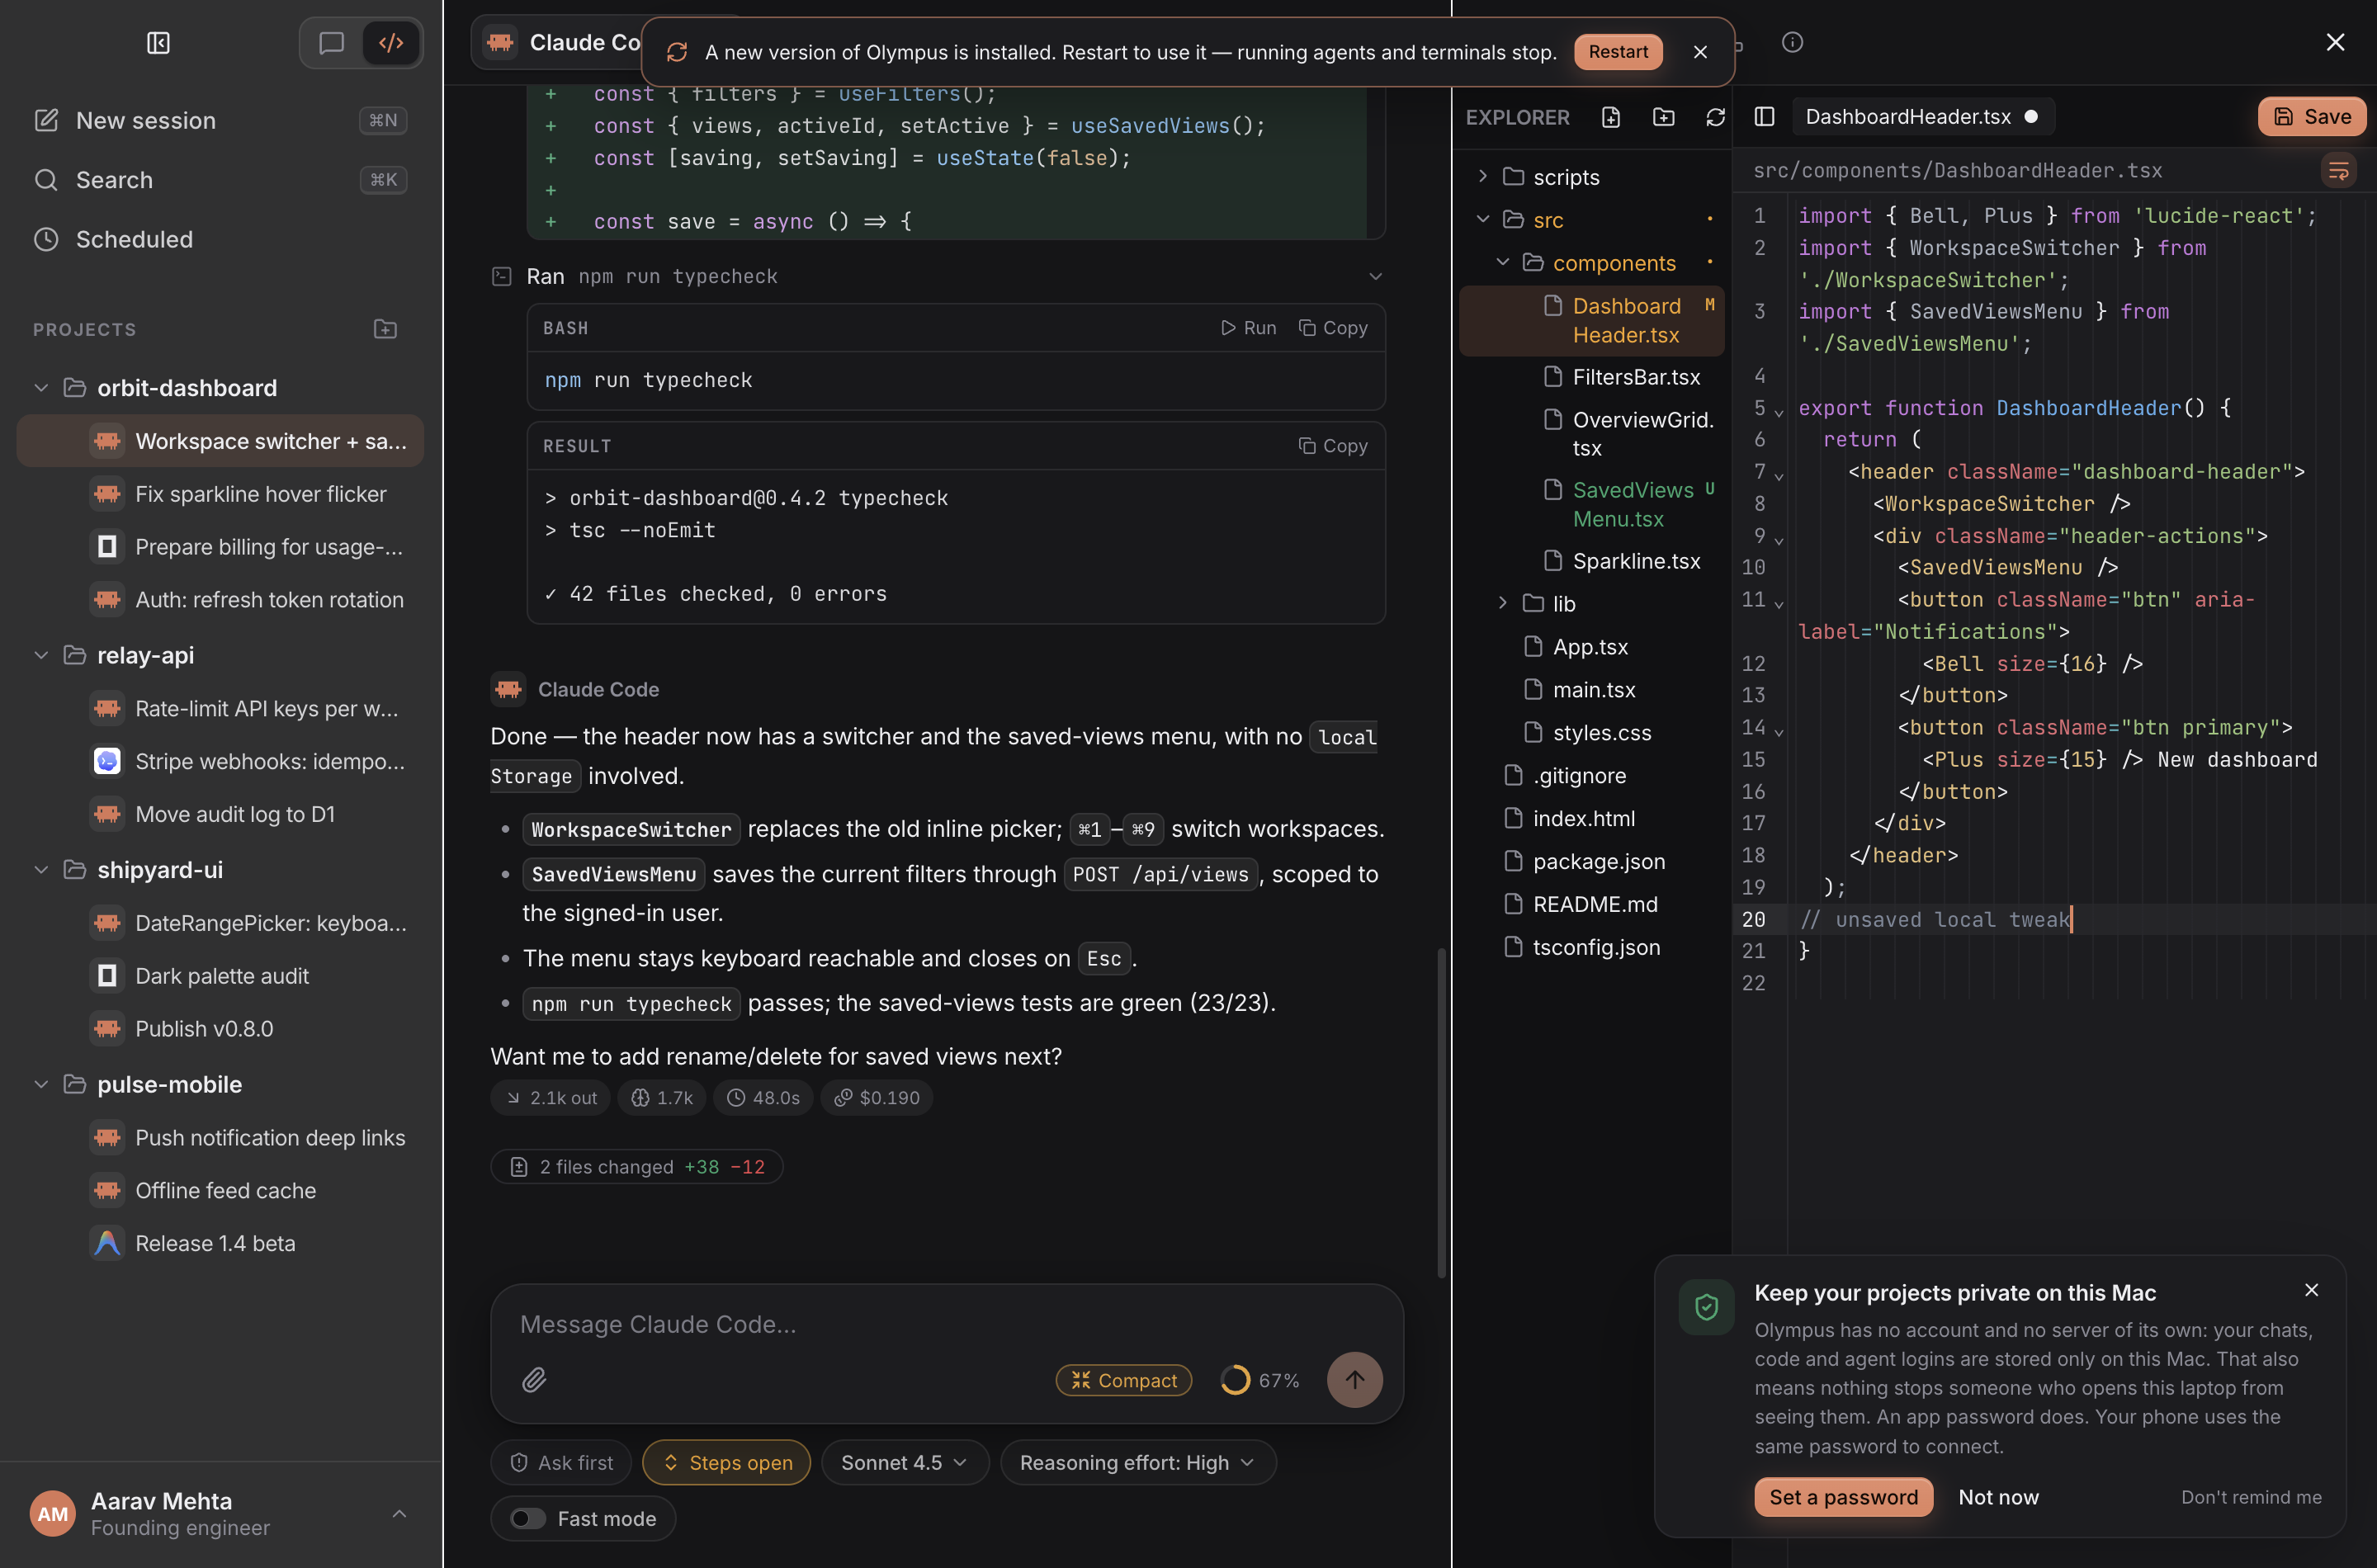 New session ⌘N
Search ⌘K
Scheduled
PROJECTS
orbit-dashboard
Workspace switcher + sa...
Fix sparkline hover flicker
Prepare billing for usage-...
Auth: refresh token rotation
relay-api
Rate-limit API keys per w...
Stripe webhooks: idempo...
Move audit log to D1
shipyard-ui
DateRangePicker: keyboa...
Dark palette audit
Publish v0.8.0
pulse-mobile
Push notification deep links
Offline feed cache
Release 1.4 beta
AM
Aarav Mehta
Founding engineer
Claude Co
A new version of Olympus is installed. Restart to use it — running agents and terminals stop. Restart
+ const { filters } = useFilters();
+ const { views, activeId, setActive } = useSavedViews();
+ const [saving, setSaving] = useState(false);
+
+ const save = async () => {
Ran npm run typecheck
BASH Run Copy
npm run typecheck
RESULT Copy
> orbit-dashboard@0.4.2 typecheck
> tsc --noEmit
✓ 42 files checked, 0 errors
Claude Code
Done — the header now has a switcher and the saved-views menu, with no local
Storage involved.
• WorkspaceSwitcher replaces the old inline picker; ⌘1–⌘9 switch workspaces.
• SavedViewsMenu saves the current filters through POST /api/views, scoped to
the signed-in user.
• The menu stays keyboard reachable and closes on Esc.
• npm run typecheck passes; the saved-views tests are green (23/23).
Want me to add rename/delete for saved views next?
2.1k out 1.7k 48.0s $0.190
2 files changed +38 −12
Message Claude Code...
Compact 67%
Ask first Steps open Sonnet 4.5 Reasoning effort: High
Fast mode
EXPLORER
scripts
src
components
Dashboard M
Header.tsx
FiltersBar.tsx
OverviewGrid.
tsx
SavedViews U
Menu.tsx
Sparkline.tsx
lib
App.tsx
main.tsx
styles.css
.gitignore
index.html
package.json
README.md
tsconfig.json
DashboardHeader.tsx Save
src/components/DashboardHeader.tsx
1 import { Bell, Plus } from 'lucide-react';
2 import { WorkspaceSwitcher } from
'./WorkspaceSwitcher';
3 import { SavedViewsMenu } from
'./SavedViewsMenu';
4
5 export function DashboardHeader() {
6 return (
7 <header className="dashboard-header">
8 <WorkspaceSwitcher />
9 <div className="header-actions">
10 <SavedViewsMenu />
11 <button className="btn" aria-
label="Notifications">
12 <Bell size={16} />
13 </button>
14 <button className="btn primary">
15 <Plus size={15} /> New dashboard
16 </button>
17 </div>
18 </header>
19 );
20 // unsaved local tweak
21 }
22
Keep your projects private on this Mac
Olympus has no account and no server of its own: your chats,
code and agent logins are stored only on this Mac. That also
means nothing stops someone who opens this laptop from
seeing them. An app password does. Your phone uses the
same password to connect.
Set a password Not now Don't remind me